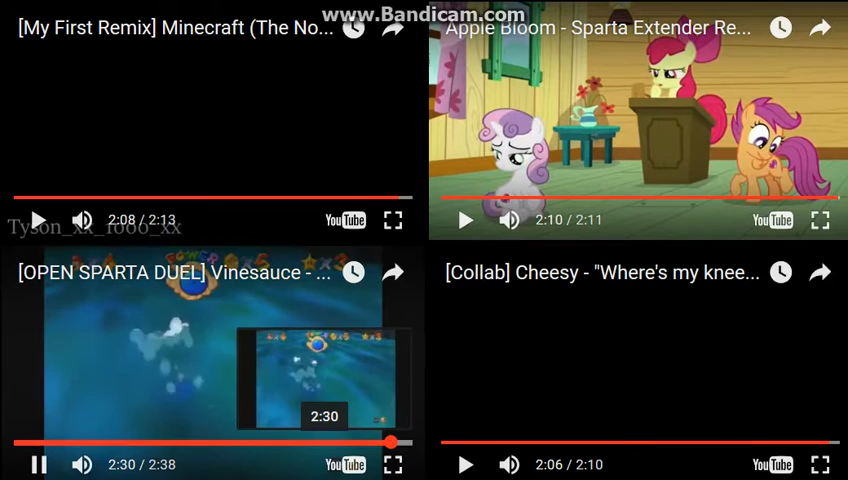 www.Bandicam.com
[My First Remix] Minecraft (The No...
Apple Bloom - Sparta Extender Re...
2:08 / 2:13
YouTube
2:10 / 2:11
YouTube
POWER
[OPEN SPARTA DUEL] Vinesauce - ...
[Collab] Cheesy - "Where's my knee...
2:30
2:30 / 2:38
YouTube
2:06 / 2:10
YouTube